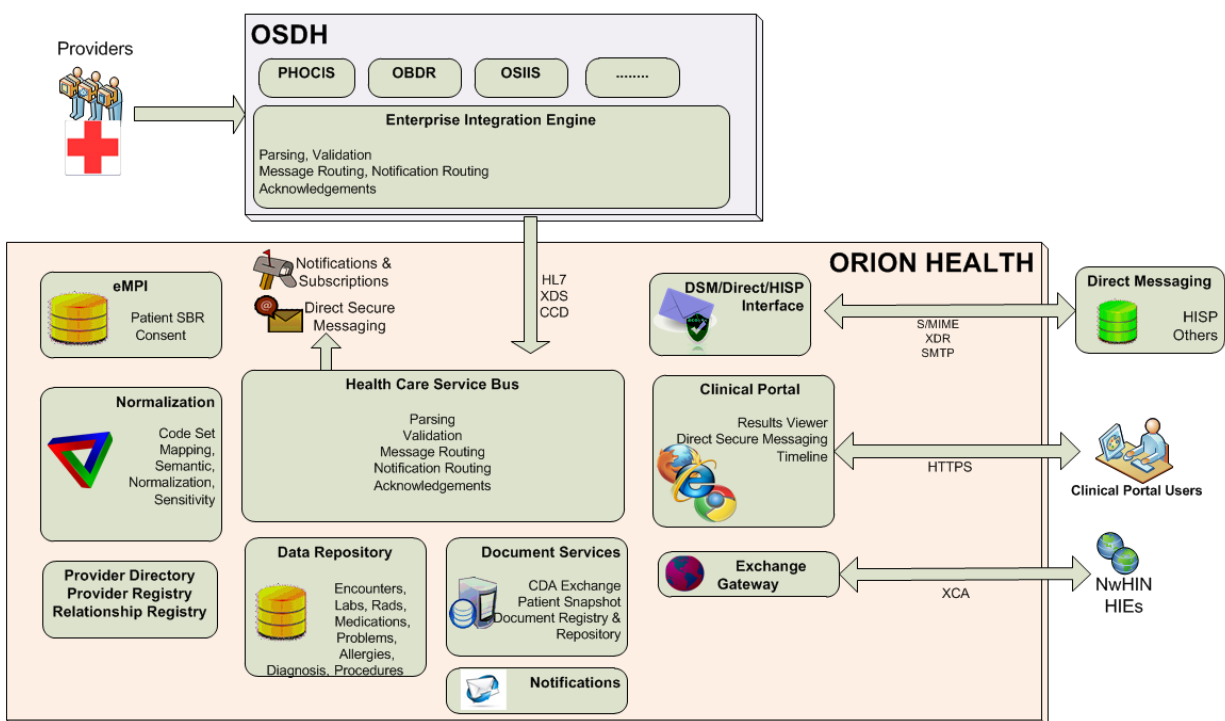 Providers
OSDH
PHOCIS
OBDR
OSIIS
........
Enterprise Integration Engine
Parsing, Validation
Message Routing, Notification Routing
Acknowledgements
HL7
XDS
CCD
ORION HEALTH
eMPI
Patient SBR
Consent
Notifications &
Subscriptions
Direct Secure
Messaging
DSM/Direct/HISP
Interface
S/MIME
XDR
SMTP
Direct Messaging
HISP
Others
Normalization
Code Set
Mapping,
Semantic,
Normalization,
Sensitivity
Health Care Service Bus
Parsing
Validation
Message Routing
Notification Routing
Acknowledgements
Clinical Portal
Results Viewer
Direct Secure Messaging
Timeline
HTTPS
Clinical Portal Users
Provider Directory
Provider Registry
Relationship Registry
Data Repository
Encounters,
Labs, Rads,
Medications,
Problems,
Allergies,
Diagnosis, Procedures
Document Services
CDA Exchange
Patient Snapshot
Document Registry &
Repository
Exchange
Gateway
XCA
NwHIN
HIEs
Notifications